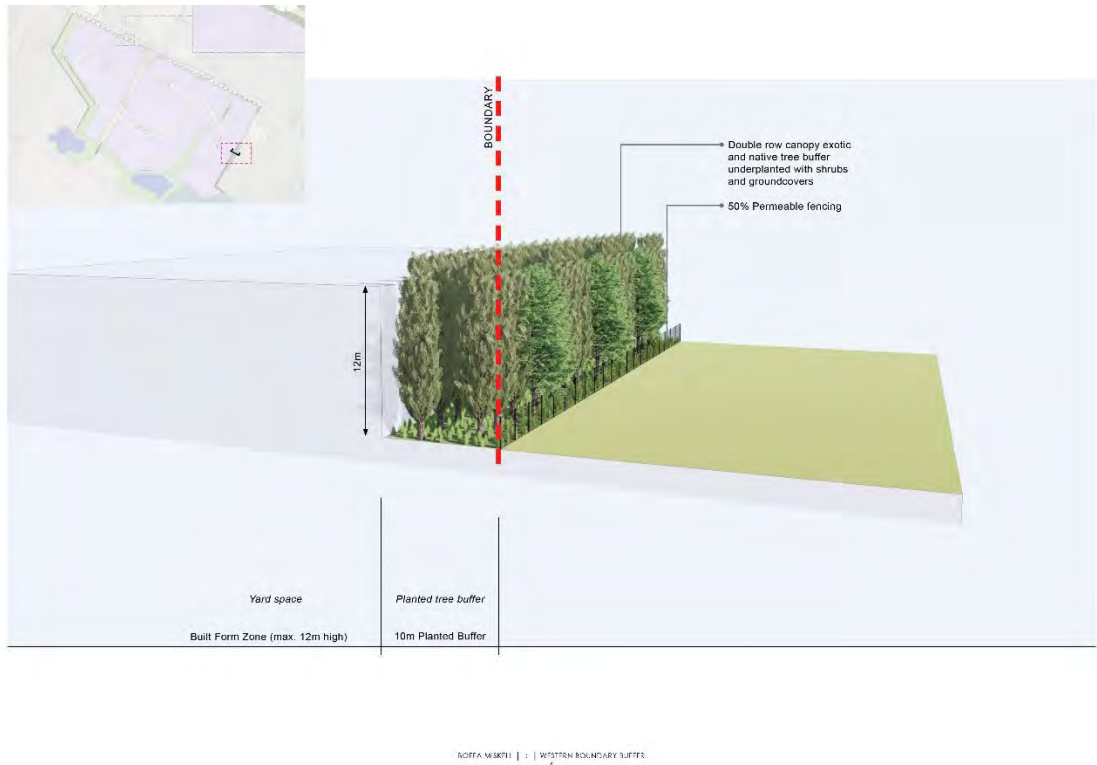 BOUNDARY
Double row canopy exotic
and native tree buffer
underplanted with shrubs
and groundcovers
50% Permeable fencing
12m
Yard space
Planted tree buffer
Built Form Zone (max. 12m high)
10m Planted Buffer
BOFFA MISKELL | : | WESTERN BOUNDARY BUFFER